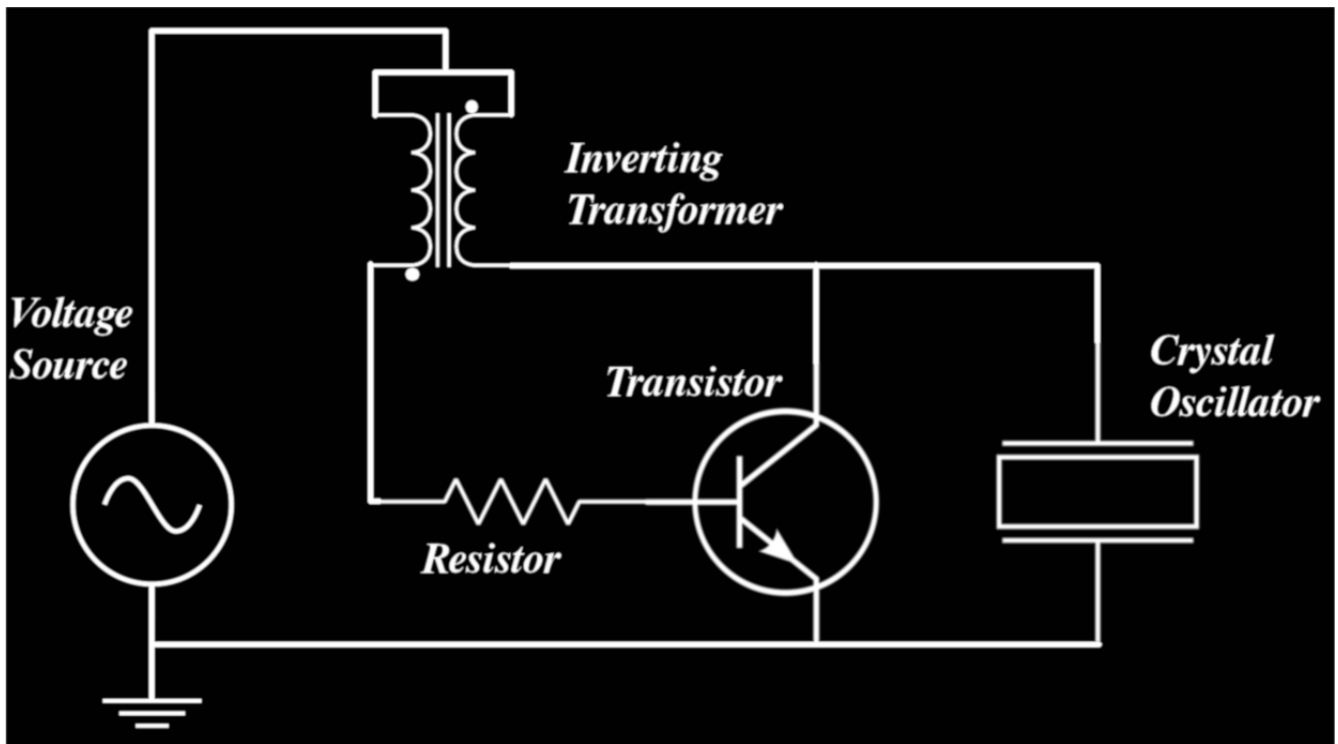 Inverting
Transformer
Voltage
Source
Transistor
Crystal
Oscillator
Resistor